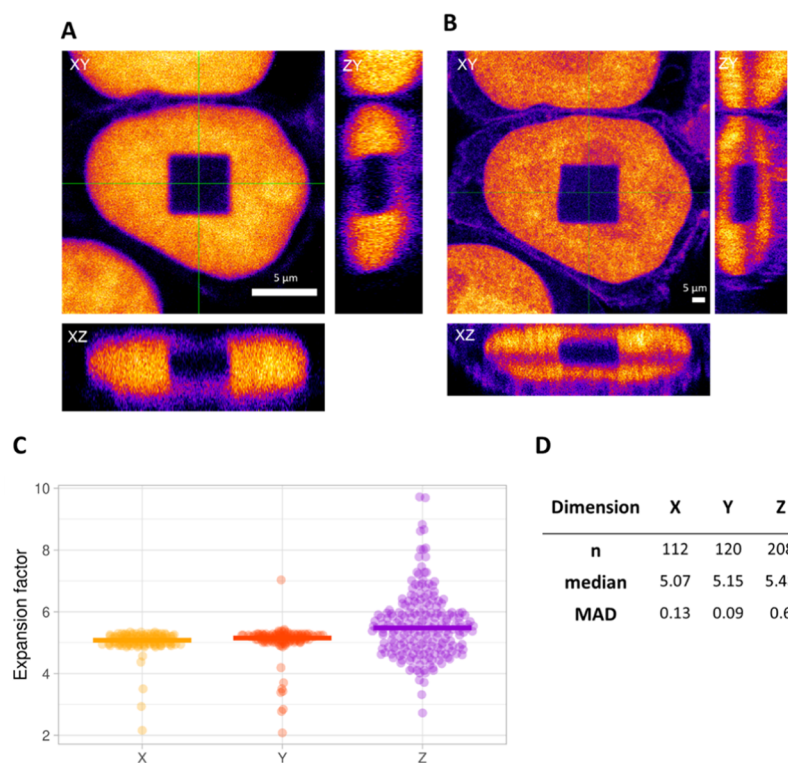 A
XY
ZY
5 µm
XZ
B
XY
ZY
5 µm
XZ
C
10
8
6
4
2
Expansion factor
X Y Z
D
Dimension X Y Z
n 112 120
median 5.07 5.15
MAD 0.13 0.09